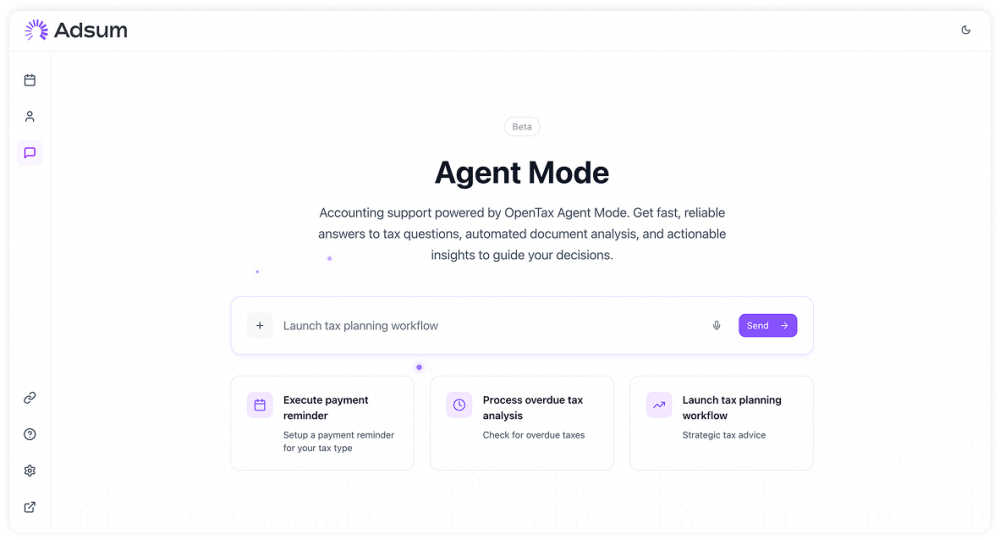 Adsum
Beta
Agent Mode
Accounting support powered by OpenTax Agent Mode. Get fast, reliable
answers to tax questions, automated document analysis, and actionable
insights to guide your decisions.
Launch tax planning workflow
Send
Execute payment
reminder
Setup a payment reminder
for your tax type
Process overdue tax
analysis
Check for overdue taxes
Launch tax planning
workflow
Strategic tax advice